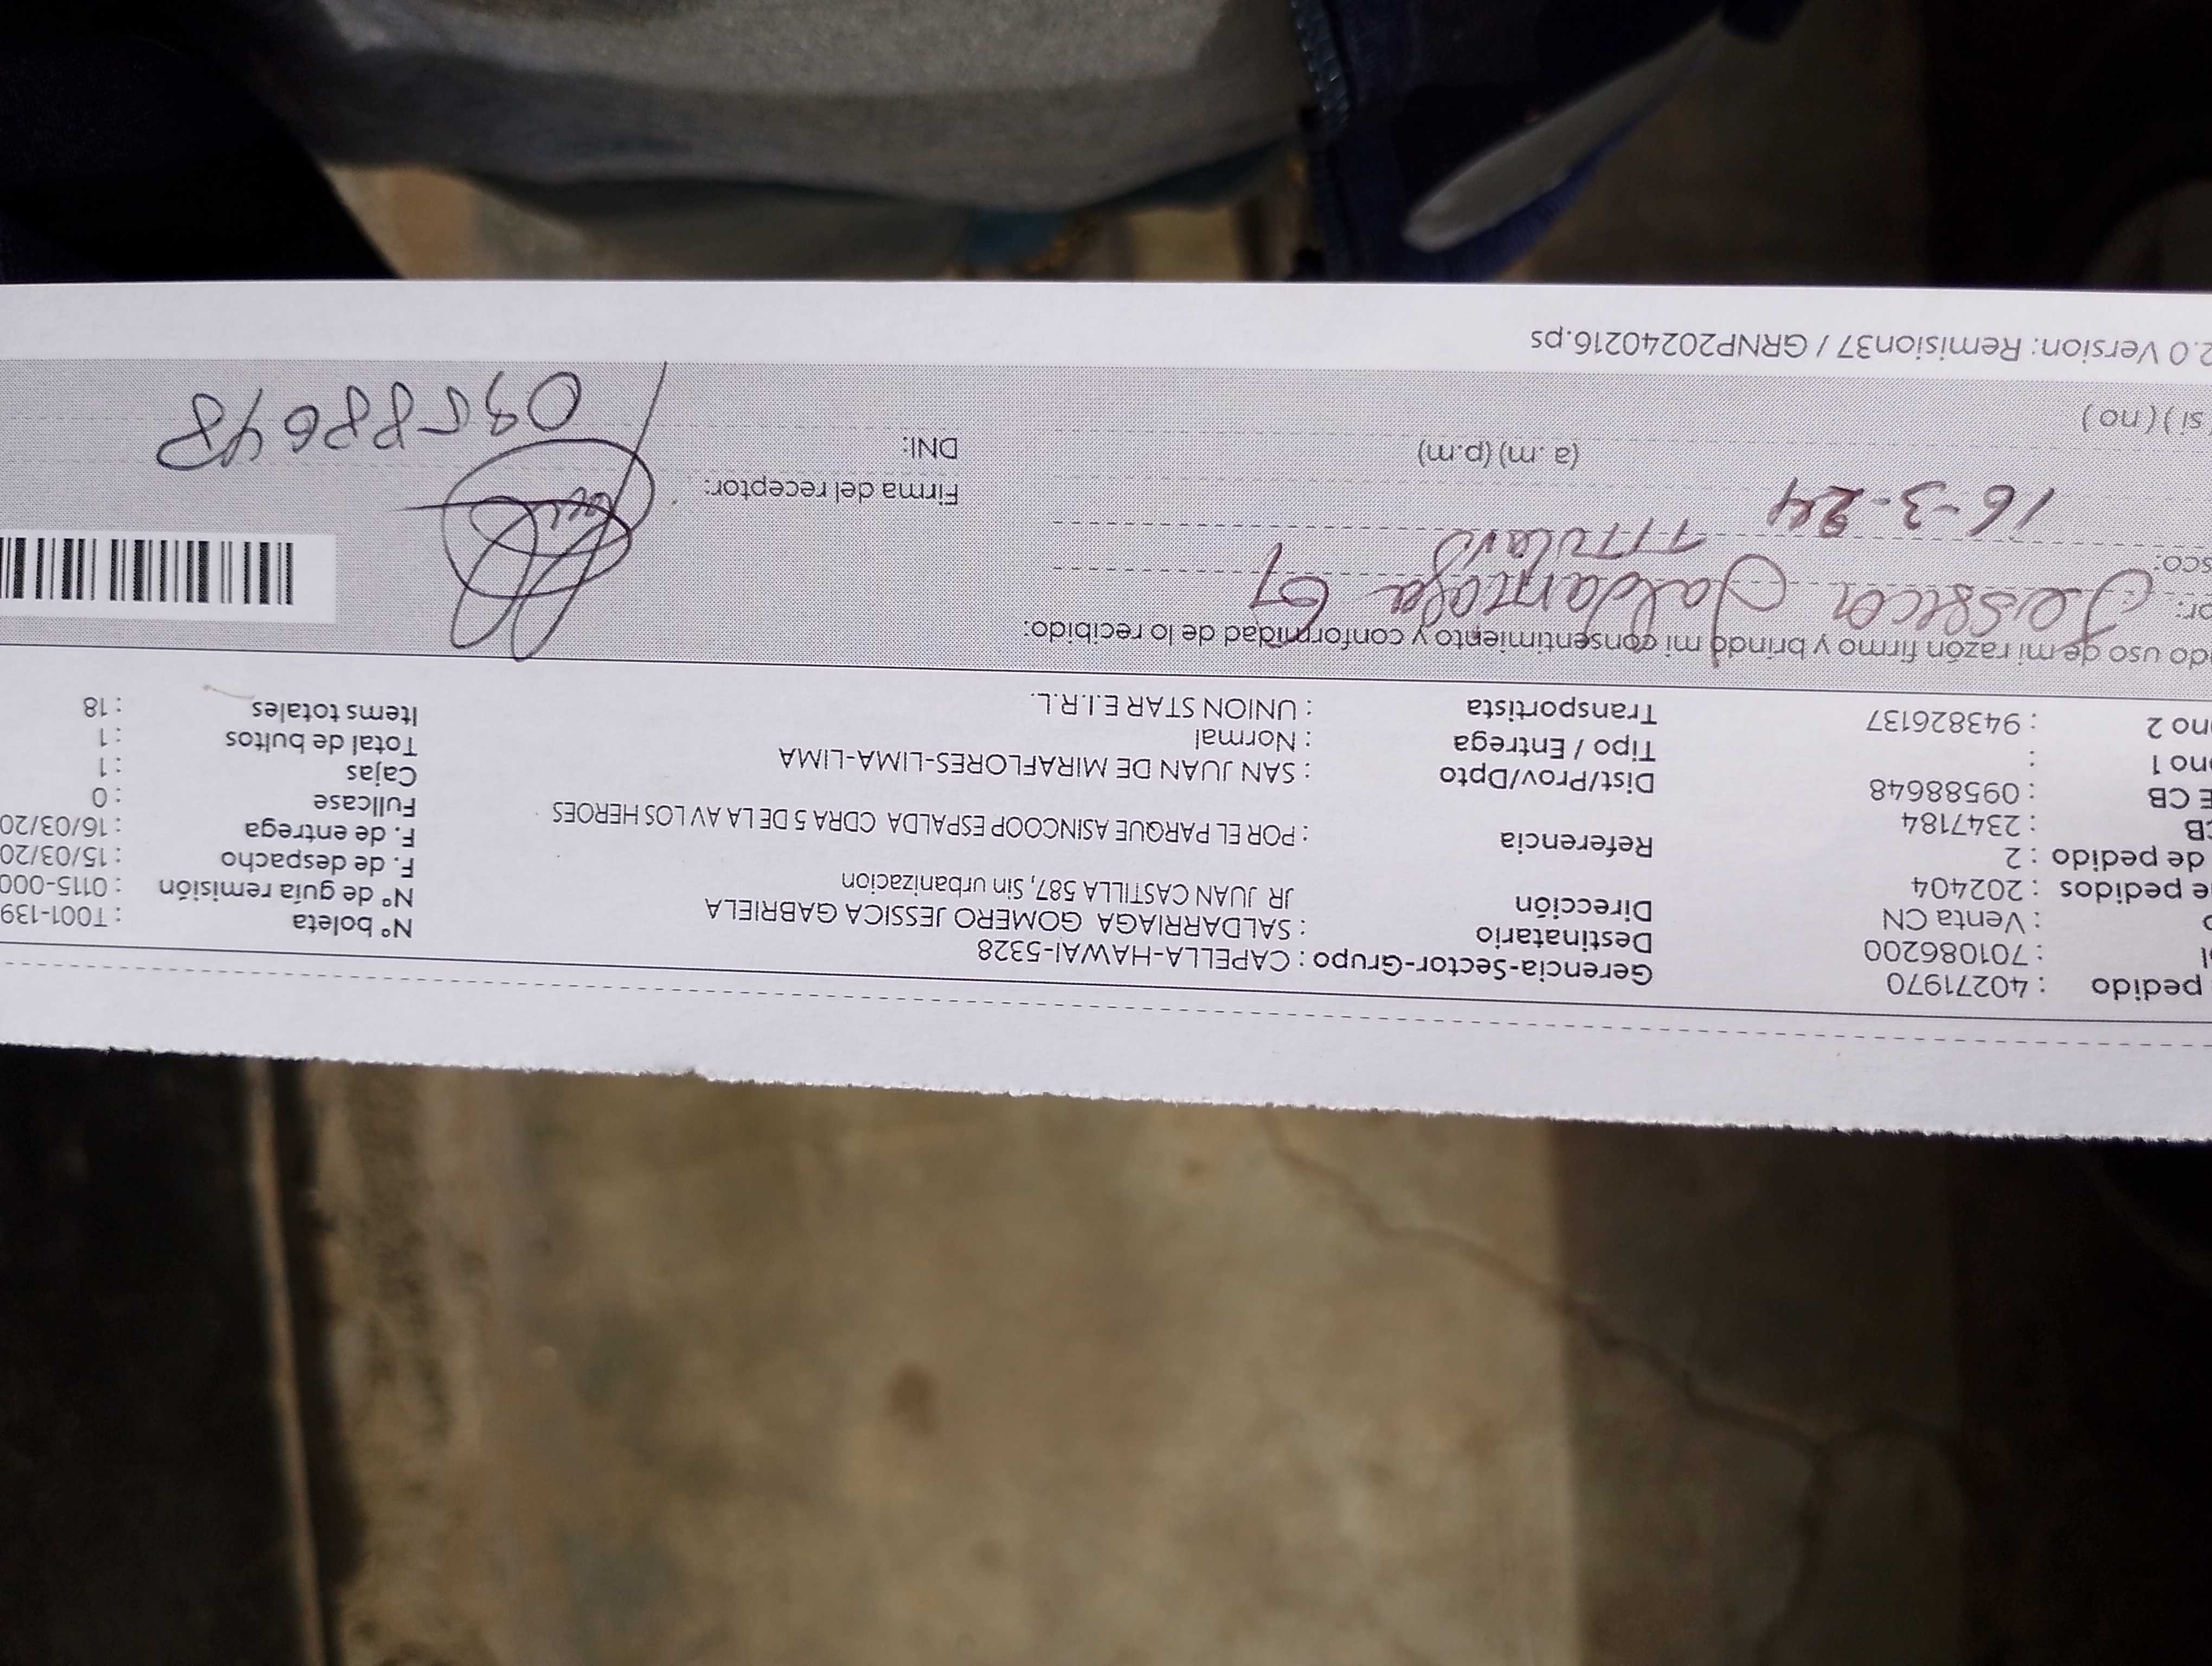 pedido : 40271970
: 701086200
: Venta CN
e pedidos : 202404
de pedido : 2
CB : 2347184
E CB : 09588648
ono 1 :
ono 2 : 943826137
Gerencia-Sector-Grupo : CAPELLA-HAWAI-5328
Destinatario : SALDARRIAGA GOMERO JESSICA GABRIELA
Dirección JR JUAN CASTILLA 587, Sin urbanizacion
Referencia : POR EL PARQUE ASINCOOP ESPALDA CDRA 5 DE LA AV LOS HEROES
Dist/Prov/Dpto : SAN JUAN DE MIRAFLORES-LIMA-LIMA
Tipo / Entrega : Normal
Transportista : UNION STAR E.I.R.L.
N° boleta : T001-139
N° de guía remisión : 0115-000
F. de despacho : 15/03/20
F. de entrega : 16/03/20
Fullcase : 0
Cajas : 1
Total de bultos : 1
Items totales : 18
do uso de mi razón firmo y brindo mi consentimiento y conformidad de lo recibido:
or: Jessica Saldarriaga G
sco: Titular
16-3-24
(a .m) (p.m)
si ) ( no )
Firma del receptor:
DNI: 09588648
2.0 Version: Remision37 / GRNP20240216.ps